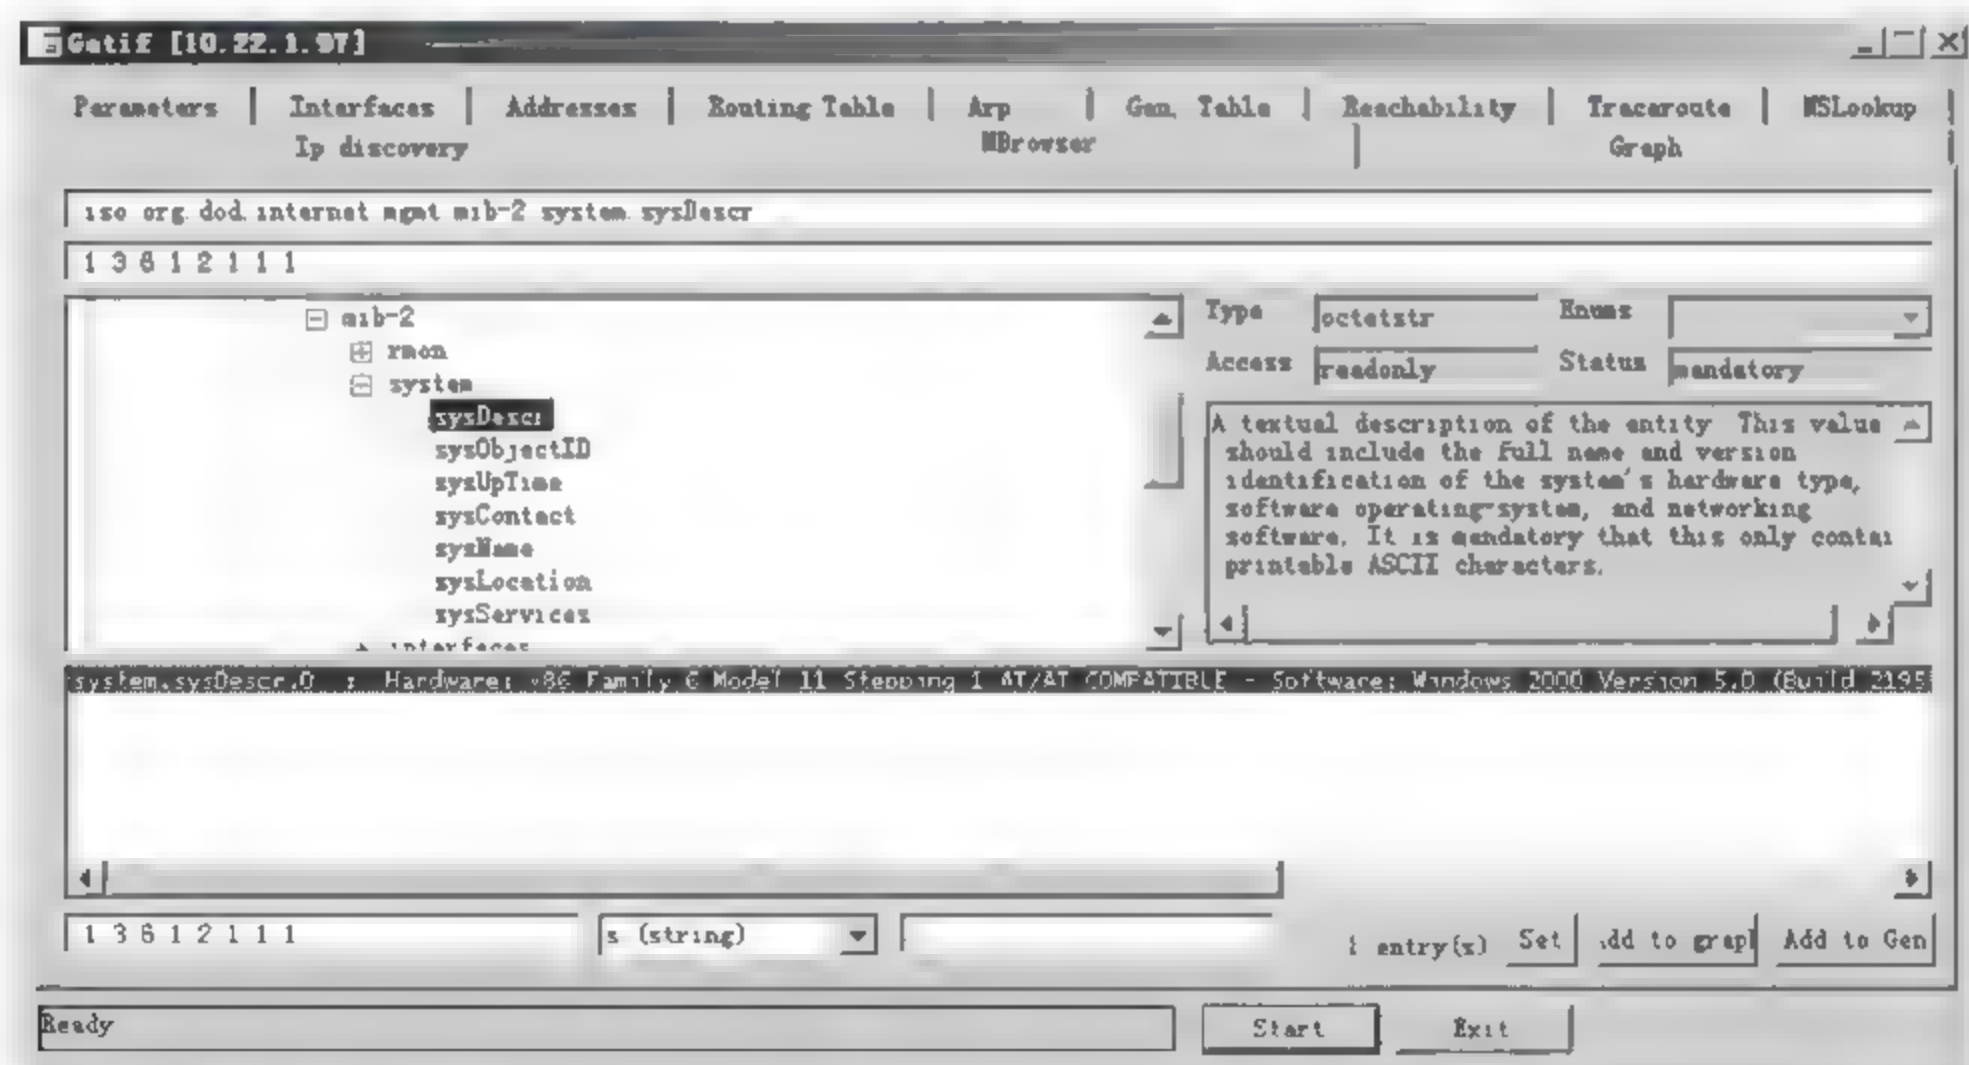 Getif [10.22.1.97]
Parameters Interfaces Addresses Routing Table Arp Gen. Table Reachability Traceroute NSLookup
Ip discovery MBrowser Graph
iso org dod internet mgmt mib-2 system sysDescr
1 3 6 1 2 1 1 1
mib-2
rmon
system
sysDescr
sysObjectID
sysUpTime
sysContact
sysName
sysLocation
sysServices
interfaces
Type octetstr Enums
Access readonly Status mandatory
A textual description of the entity This value
should include the full name and version
identification of the system's hardware type,
software operating-system, and networking
software. It is mandatory that this only contai
printable ASCII characters.
system.sysDescr.0 : Hardware: x86 Family 6 Model 11 Stepping 1 AT/AT COMPATIBLE - Software: Windows 2000 Version 5.0 (Build 2195
1 3 6 1 2 1 1 1 s (string) 1 entry(s) Set dd to grapl Add to Gen
Ready Start Exit